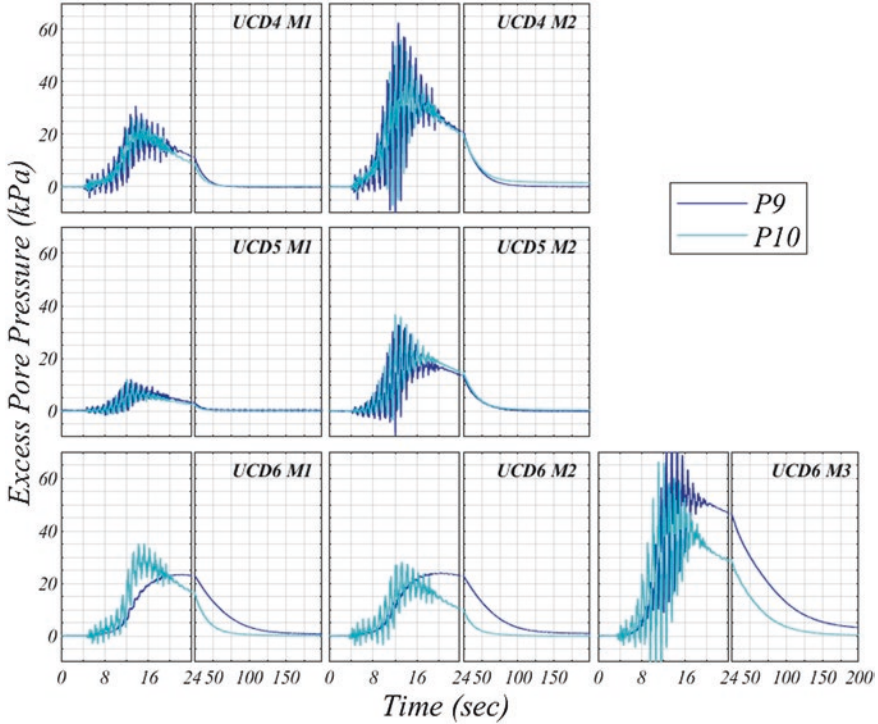 UCD4 M1
UCD4 M2
60
40
20
0
P9
P10
UCD5 M1
UCD5 M2
60
40
20
0
UCD6 M1
UCD6 M2
UCD6 M3
60
40
20
0
0 8 16 24 50 100 150
0 8 16 24 50 100 150
0 8 16 24 50 100 150 200
Time (sec)
Excess Pore Pressure (kPa)